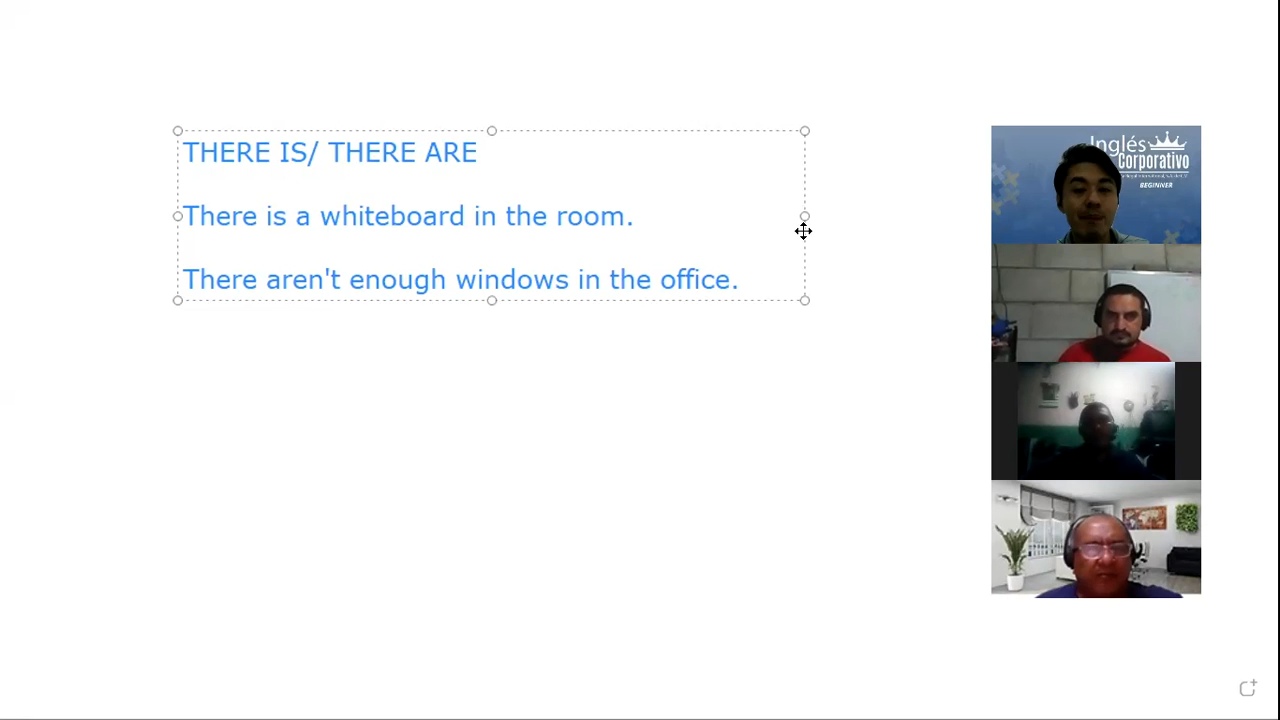 THERE IS/ THERE ARE
There is a whiteboard in the room.
There aren't enough windows in the office.
Inglés
Corporativo
BEGINNER